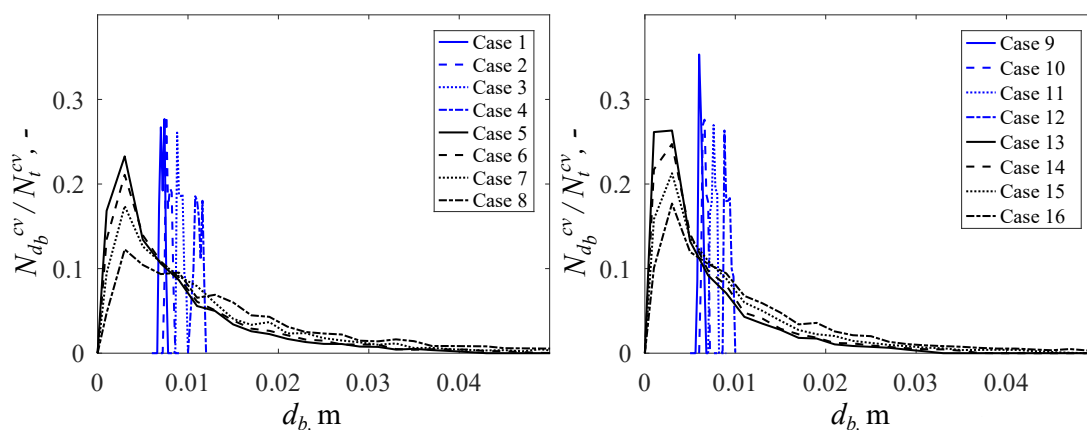 N_{d_b}^{cv} / N_t^{cv}, -
0.3
0.2
0.1
0
Case 1
Case 2
Case 3
Case 4
Case 5
Case 6
Case 7
Case 8
0 0.01 0.02 0.03 0.04
d_b, m
N_{d_b}^{cv} / N_t^{cv}, -
0.3
0.2
0.1
0
Case 9
Case 10
Case 11
Case 12
Case 13
Case 14
Case 15
Case 16
0 0.01 0.02 0.03 0.04
d_b, m